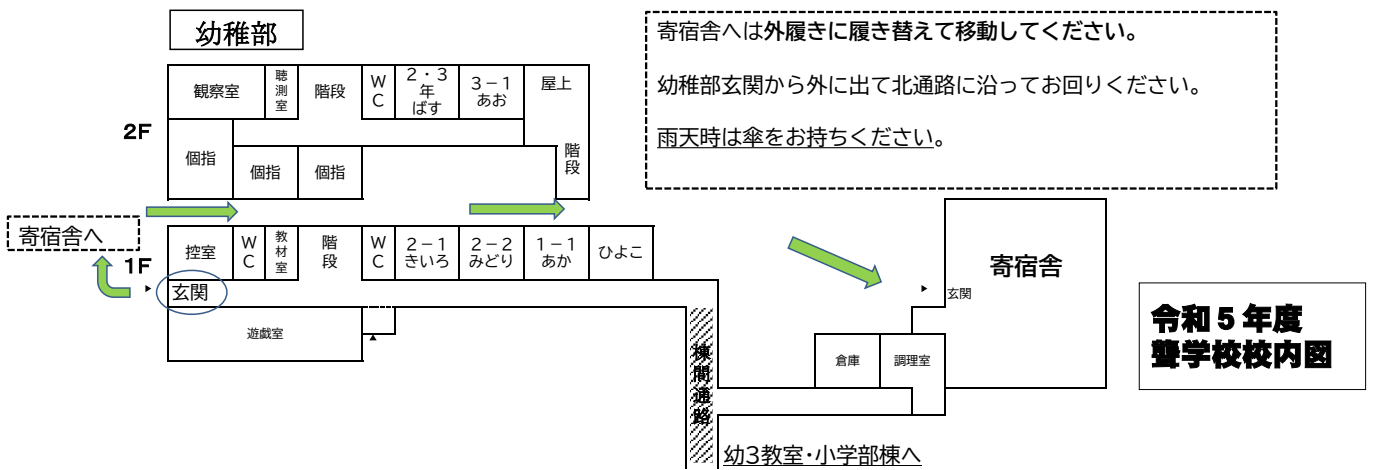 幼稚部
寄宿舎へは外履きに履き替えて移動してください。
幼稚部玄関から外に出て北通路に沿ってお回りください。
雨天時は傘をお持ちください。
2F
観察室
聴測室
階段
WC
2・3年ばす
3-1あお
屋上
個指
個指
個指
階段
寄宿舎へ
1F
控室
WC
教材室
階段
WC
2-1きいろ
2-2みどり
1-1あか
ひよこ
玄関
遊戯室
棟間通路
寄宿舎
玄関
倉庫
調理室
令和5年度
聾学校校内図
幼3教室・小学部棟へ